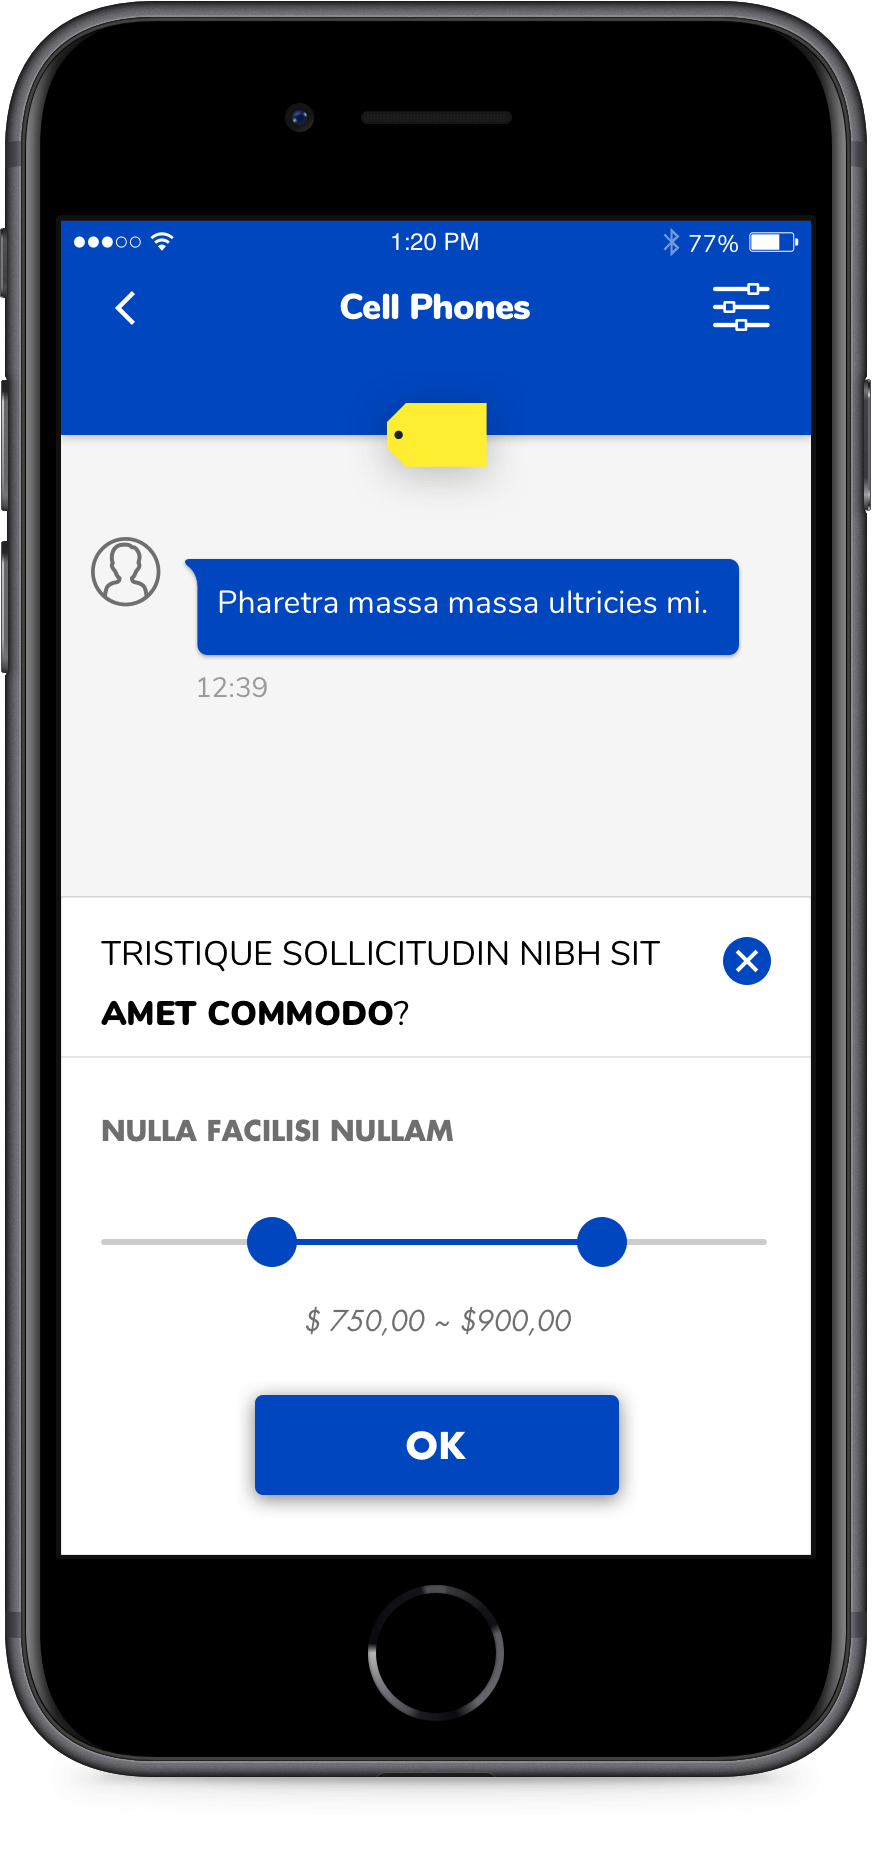 1:20 PM
77%
Cell Phones
Pharetra massa massa ultricies mi.
12:39
TRISTIQUE SOLLICITUDIN NIBH SIT
AMET COMMODO?
NULLA FACILISI NULLAM
$ 750,00 ~ $900,00
OK